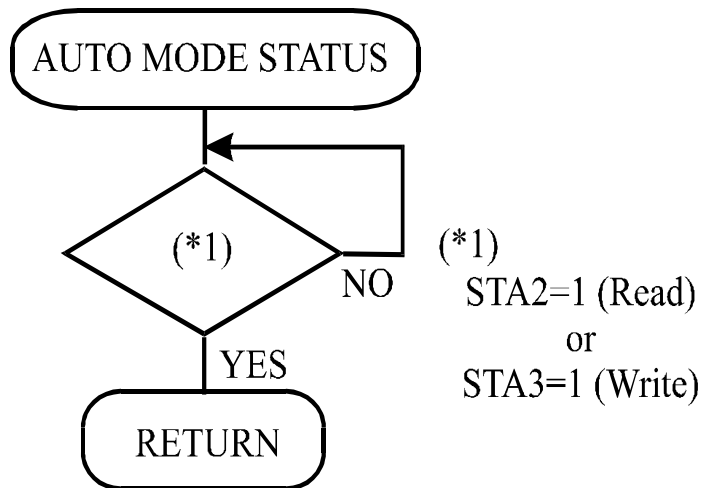 AUTO MODE STATUS
(*1)
NO
YES
RETURN
(*1)
STA2=1 (Read)
or
STA3=1 (Write)